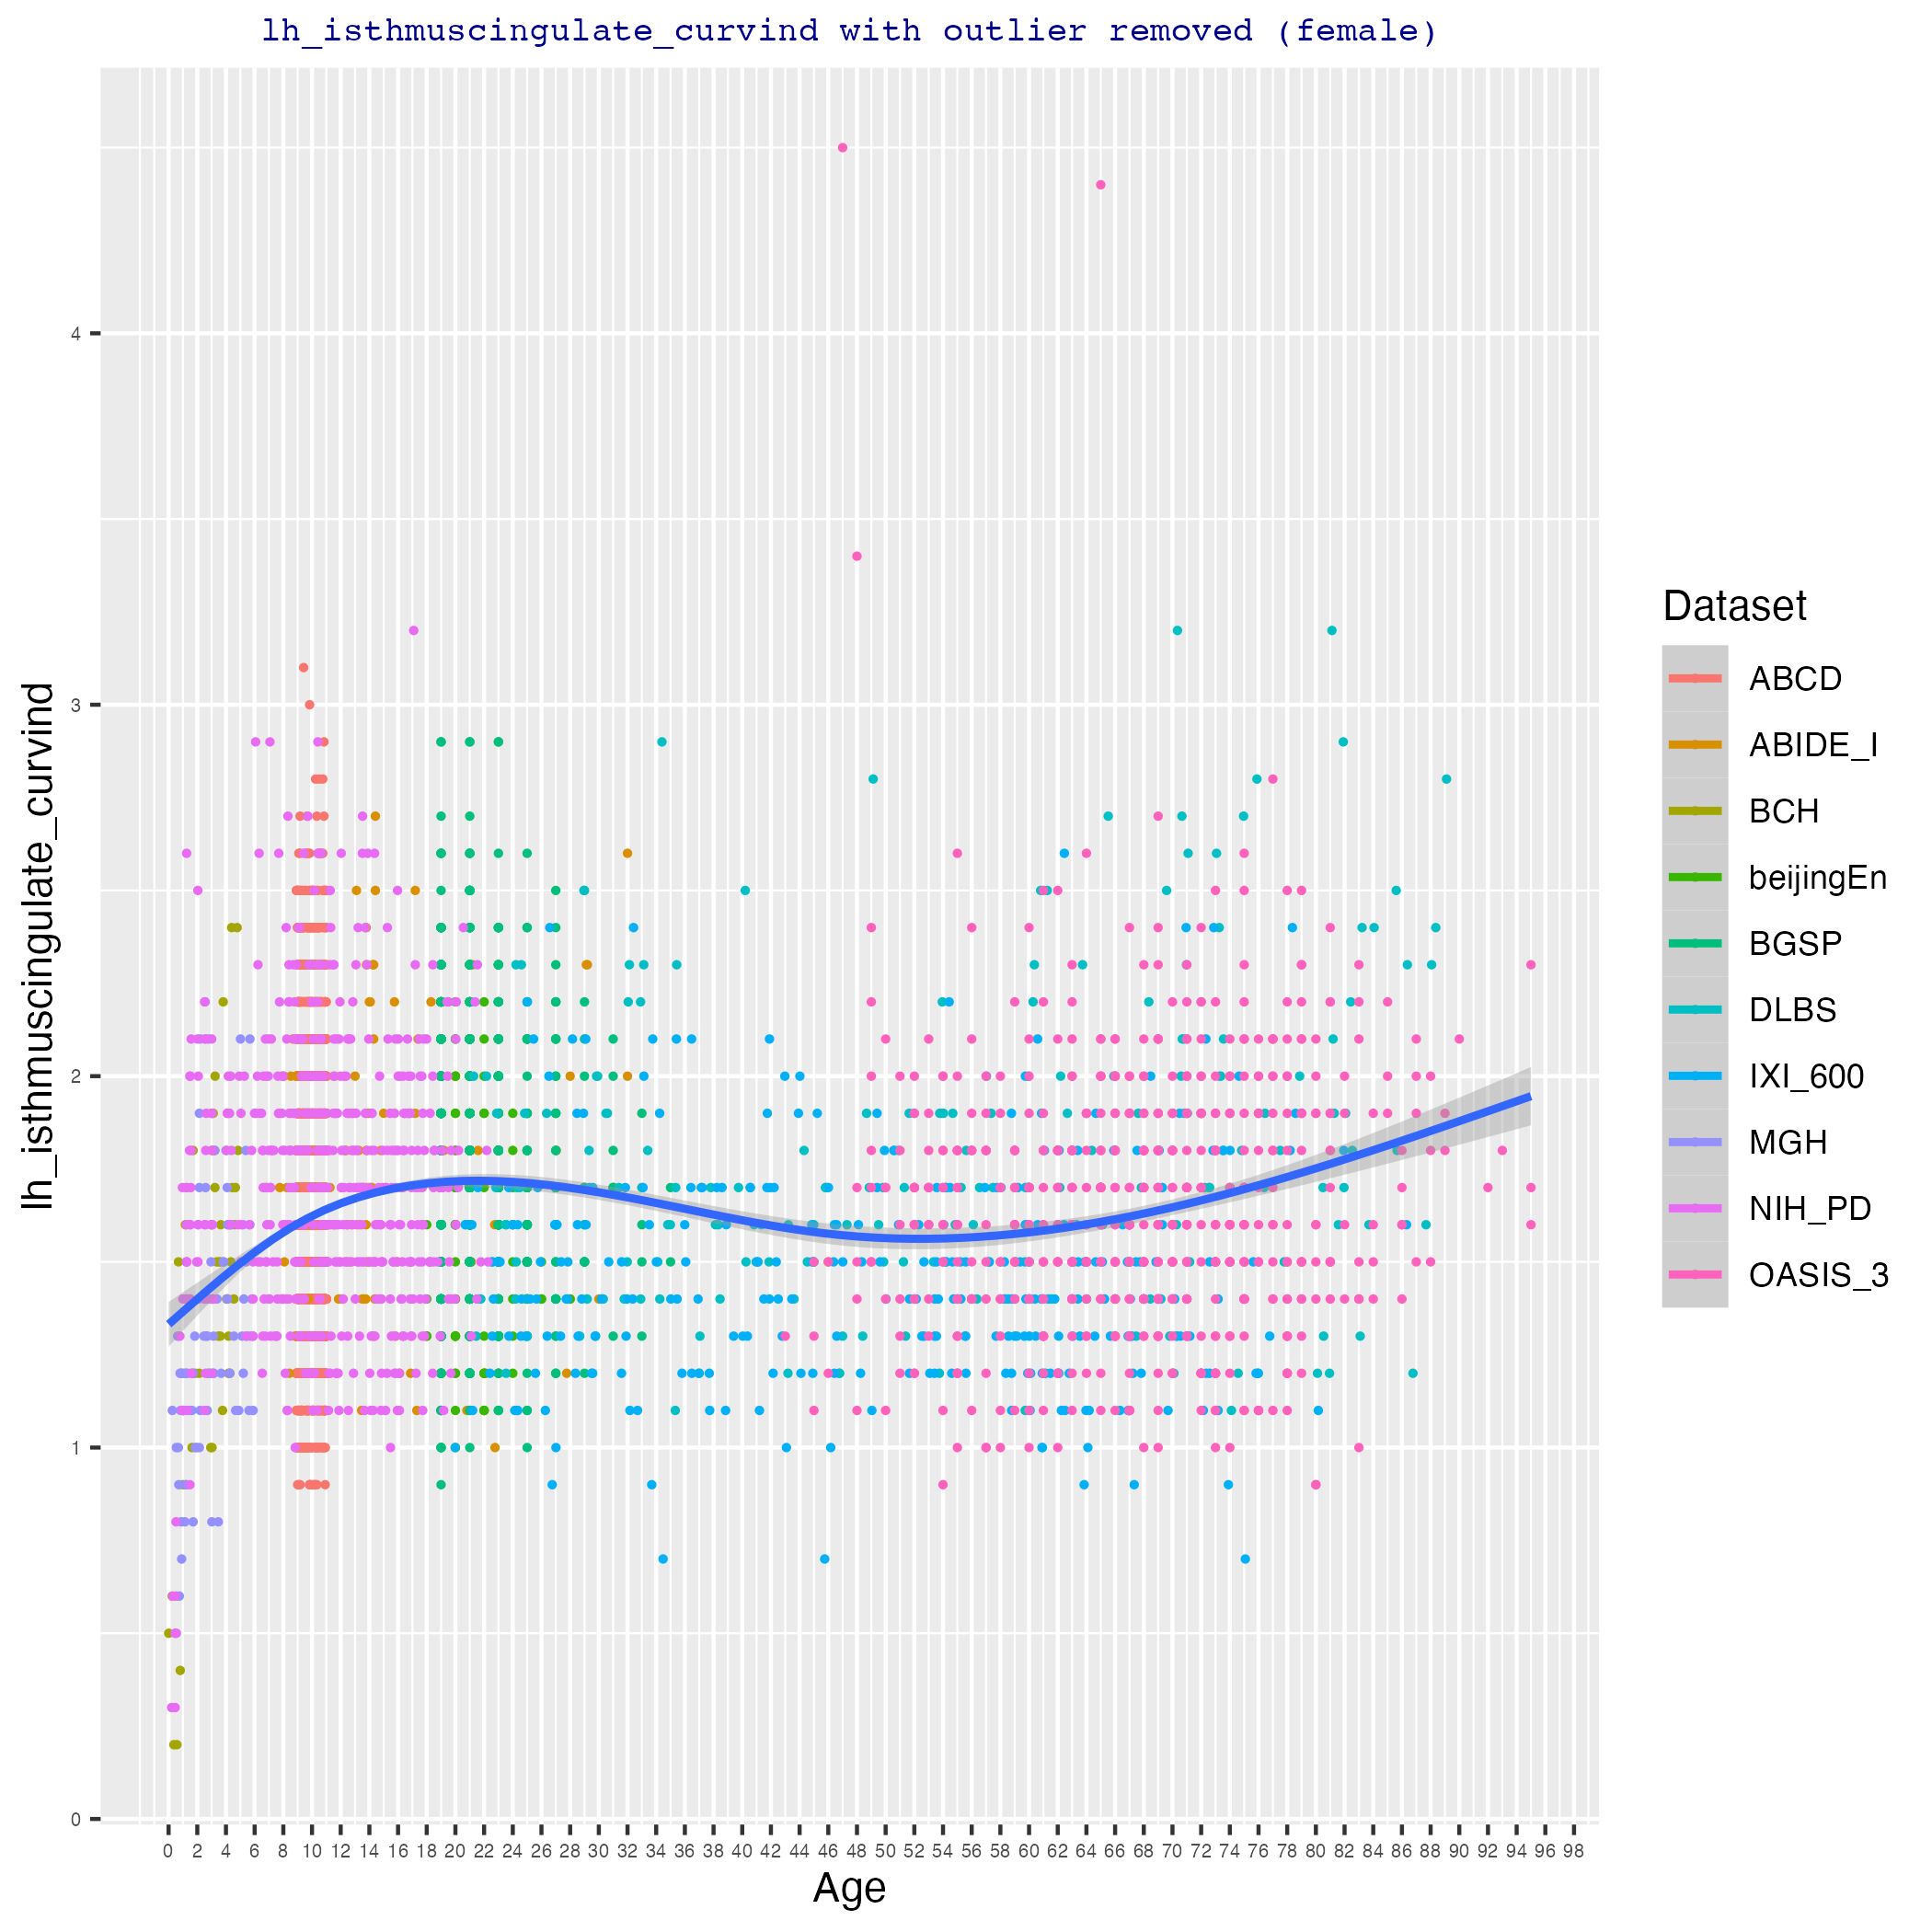 lh_isthmuscingulate_curvind with outlier removed (female)
lh_isthmuscingulate_curvind
4
3
2
1
0
0 2 4 6 8 10 12 14 16 18 20 22 24 26 28 30 32 34 36 38 40 42 44 46 48 50 52 54 56 58 60 62 64 66 68 70 72 74 76 78 80 82 84 86 88 90 92 94 96 98
Age
Dataset
ABCD
ABIDE_I
BCH
beijingEn
BGSP
DLBS
IXI_600
MGH
NIH_PD
OASIS_3